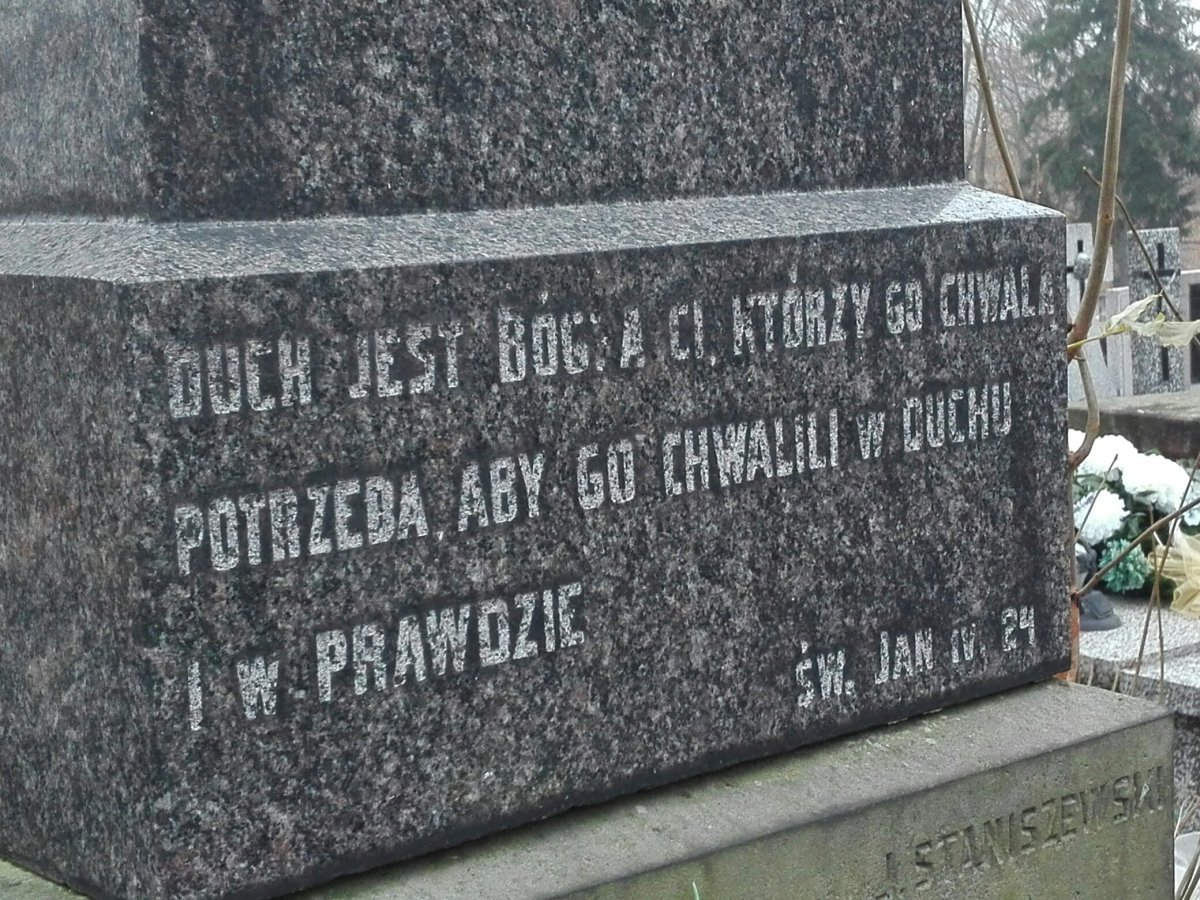 DUCH JEST BÓG: A CI, KTÓRZY GO CHWALĄ
POTRZEBA, ABY GO CHWALILI W DUCHU
I W PRAWDZIE
ŚW. JAN IV. 24
J. STANISZEWSKI